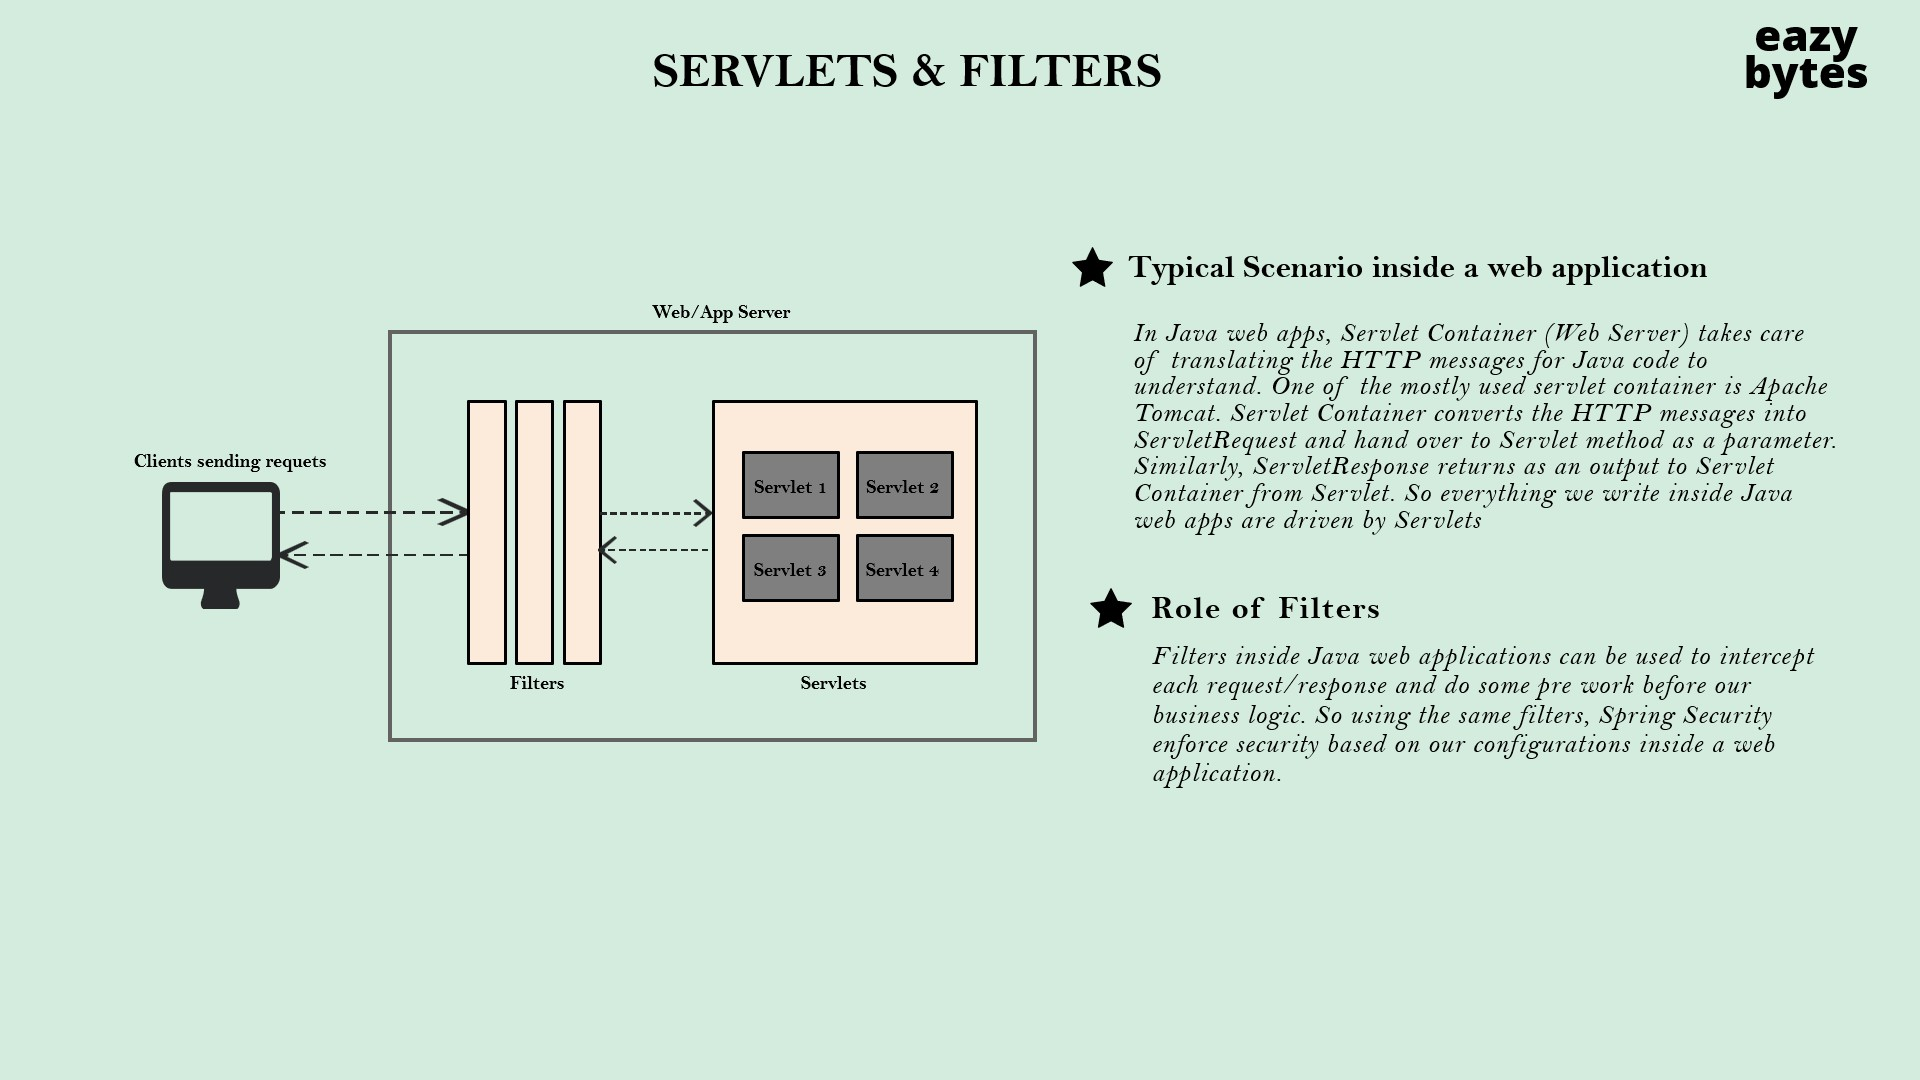 SERVLETS & FILTERS
eazy
bytes
Web/App Server
Clients sending requets
Servlet 1
Servlet 2
Servlet 3
Servlet 4
Filters
Servlets
Typical Scenario inside a web application
In Java web apps, Servlet Container (Web Server) takes care
of translating the HTTP messages for Java code to
understand. One of the mostly used servlet container is Apache
Tomcat. Servlet Container converts the HTTP messages into
ServletRequest and hand over to Servlet method as a parameter.
Similarly, ServletResponse returns as an output to Servlet
Container from Servlet. So everything we write inside Java
web apps are driven by Servlets
Role of Filters
Filters inside Java web applications can be used to intercept
each request/response and do some pre work before our
business logic. So using the same filters, Spring Security
enforce security based on our configurations inside a web
application.